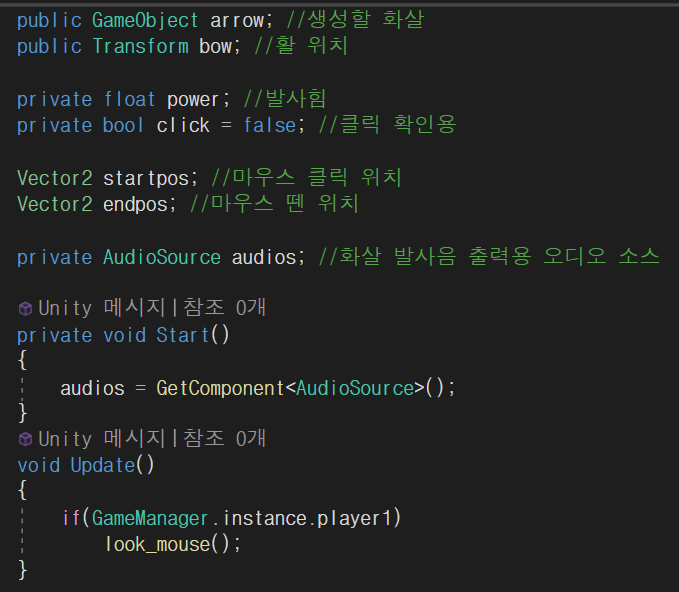 public GameObject arrow; //생성할 화살
public Transform bow; //활 위치
private float power; //발사힘
private bool click = false; //클릭 확인용
Vector2 startpos; //마우스 클릭 위치
Vector2 endpos; //마우스 뗀 위치
private AudioSource audios; //화살 발사음 출력용 오디오 소스
Unity 메시지|참조 0개
private void Start()
{
audios = GetComponent<AudioSource>();
}
Unity 메시지|참조 0개
void Update()
{
if(GameManager.instance.player1)
look_mouse();
}